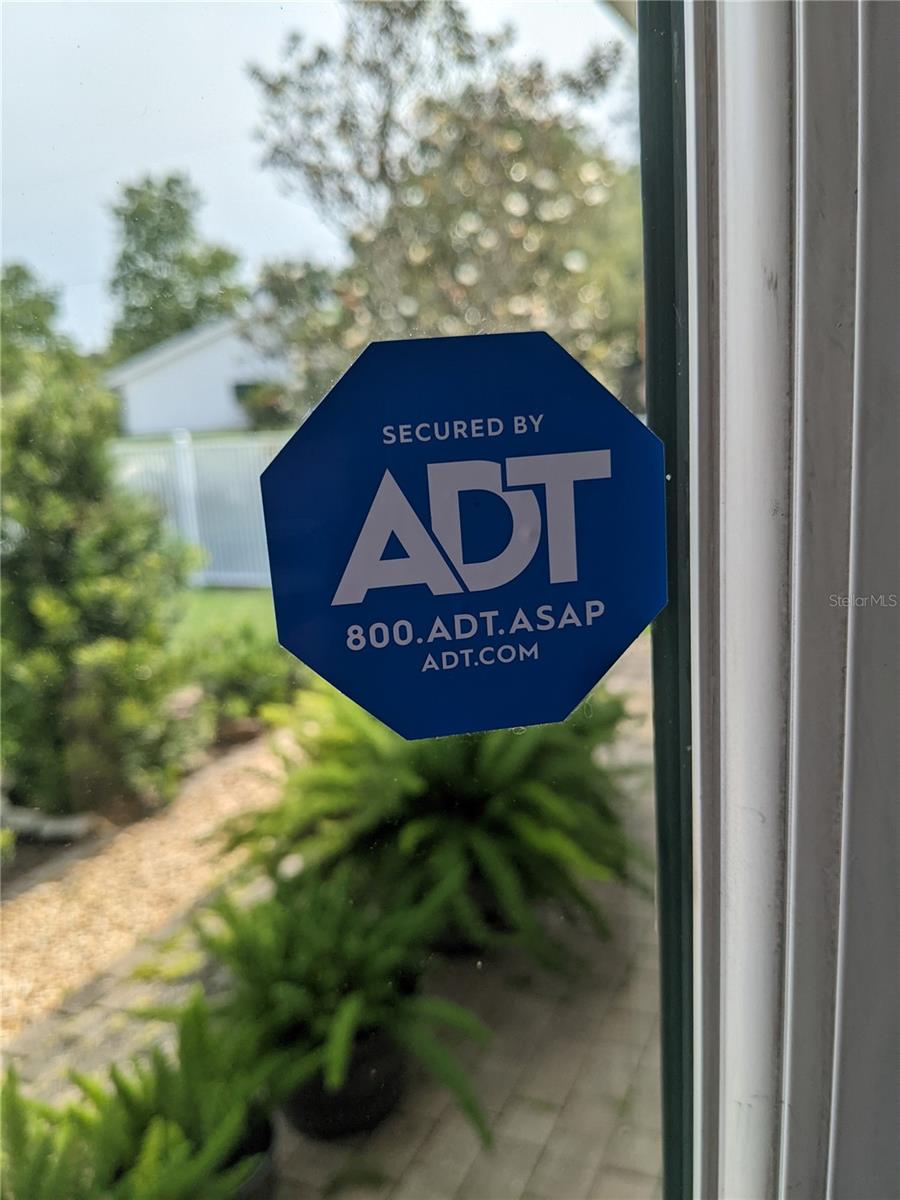 SECURED BY
ADT
800.ADT.ASAP
ADT.COM
StellarMLS